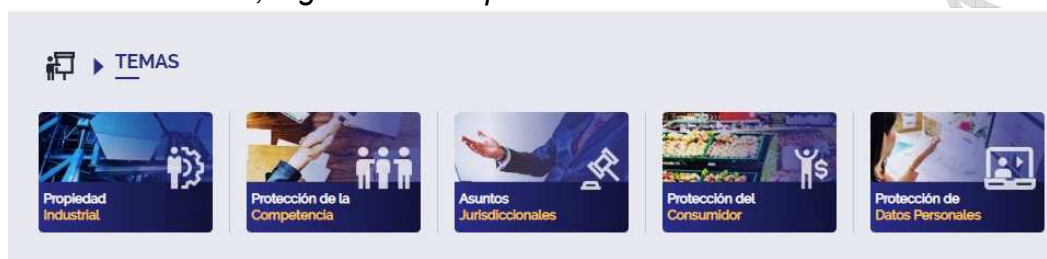 TEMAS
Propiedad
Industrial
Protección de la
Competencia
Asuntos
Jurisdiccionales
Protección del
Consumidor
Protección de
Datos Personales